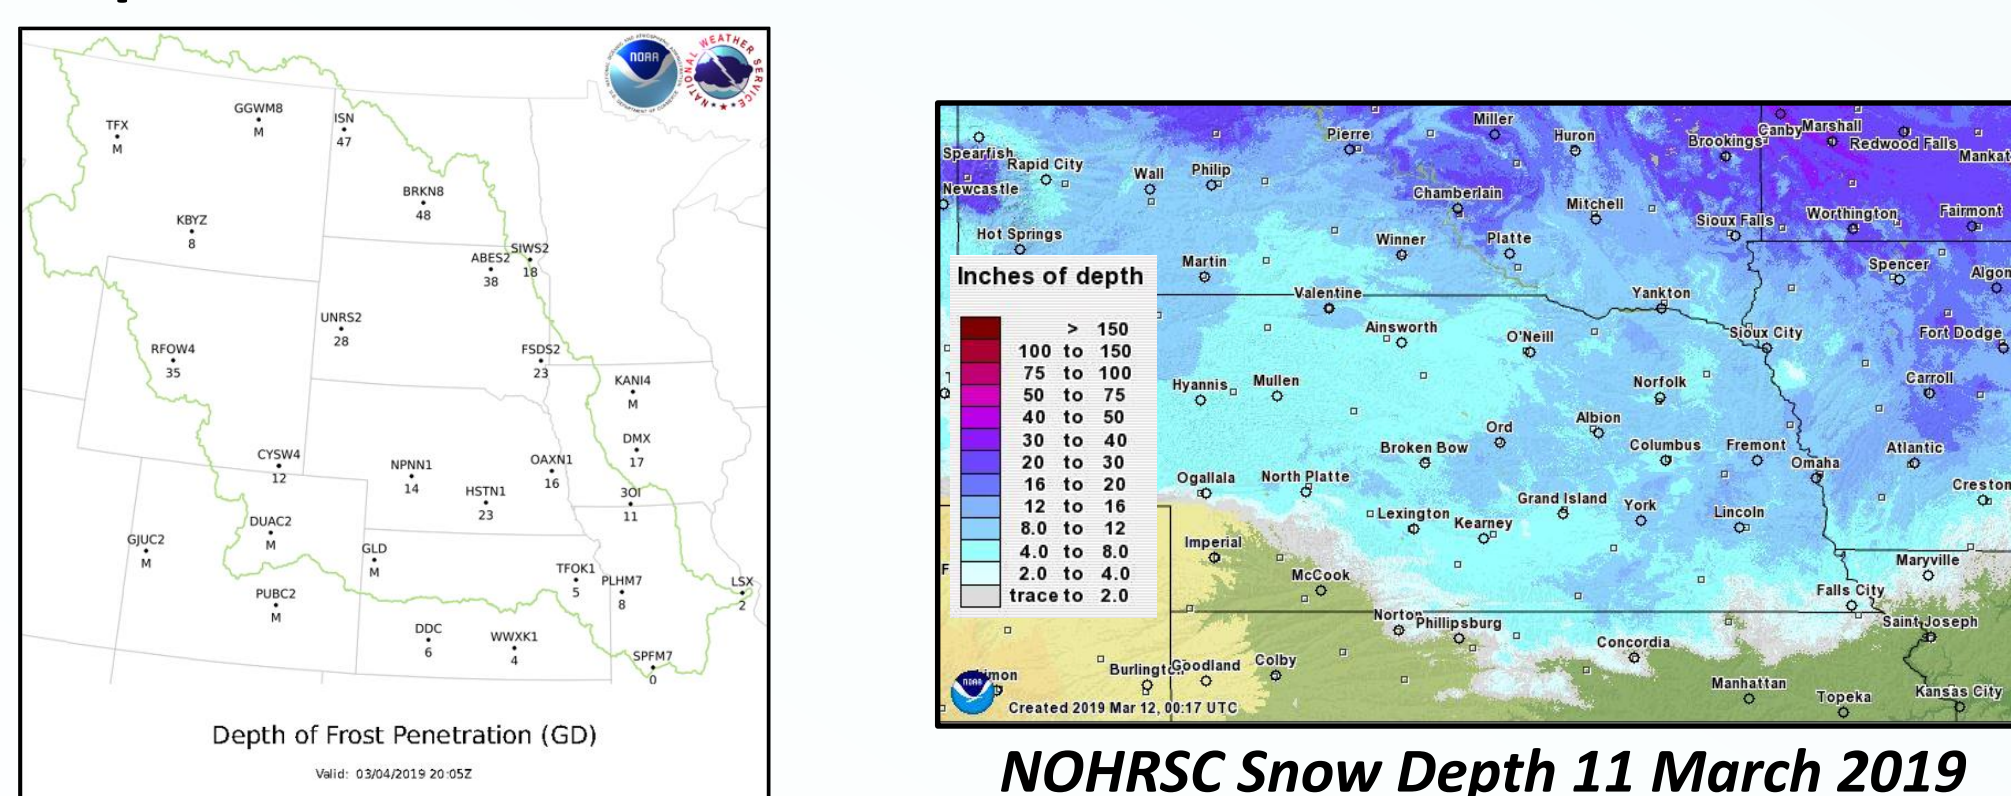 NOAA
NATIONAL WEATHER SERVICE
GGWM8
M
TFX
M
ISN
47
BRKN8
48
KBYZ
8
SIWS2
18
ABES2
38
UNRS2
28
RFOW4
35
FSDS2
23
KANI4
M
DMX
17
CYSW4
12
NPNN1
14
OAXN1
16
HSTN1
23
3OI
11
DUAC2
M
GJUC2
M
GLD
M
TFOK1
5
PLHM7
8
LSX
2
PUBC2
M
DDC
6
WWXK1
4
SPFM7
0
Depth of Frost Penetration (GD)
Valid: 03/04/2019 20:05Z
Miller
Pierre
Huron
Canby
Marshall
Brookings
Redwood Falls
Spearfish
Rapid City
Wall
Philip
Mankat
Newcastle
Chamberlain
Mitchell
Sioux Falls
Worthington
Fairmont
Hot Springs
Winner
Platte
Martin
Spencer
Algon
Inches of depth
> 150
100 to 150
75 to 100
50 to 75
40 to 50
30 to 40
20 to 30
16 to 20
12 to 16
8.0 to 12
4.0 to 8.0
2.0 to 4.0
trace to 2.0
Valentine
Yankton
Ainsworth
O'Neill
Sioux City
Fort Dodge
Hyannis
Mullen
Norfolk
Carroll
Ord
Albion
Broken Bow
Columbus
Fremont
Atlantic
Omaha
Ogallala
North Platte
Creston
Grand Island
York
Lexington
Kearney
Lincoln
Imperial
McCook
Maryville
Falls City
Norton
Phillipsburg
Saint Joseph
Concordia
Burlingto
Goodland
Colby
imon
Manhattan
Topeka
Kansas City
NOAA
Created 2019 Mar 12, 00:17 UTC
NOHRSC Snow Depth 11 March 2019